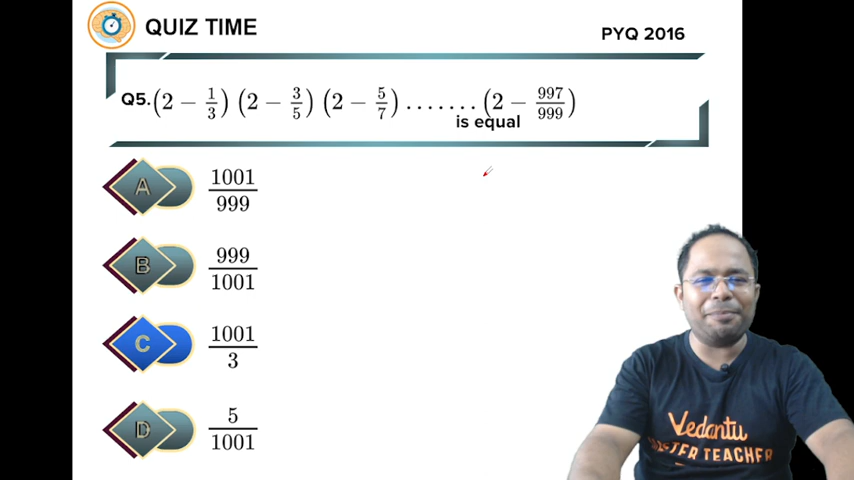 QUIZ TIME
PYQ 2016
Q5. (2 − 1/3) (2 − 3/5) (2 − 5/7) ....... (2 − 997/999)
is equal
A 1001/999
B 999/1001
C 1001/3
D 5/1001
Vedantu
MASTER TEACHER